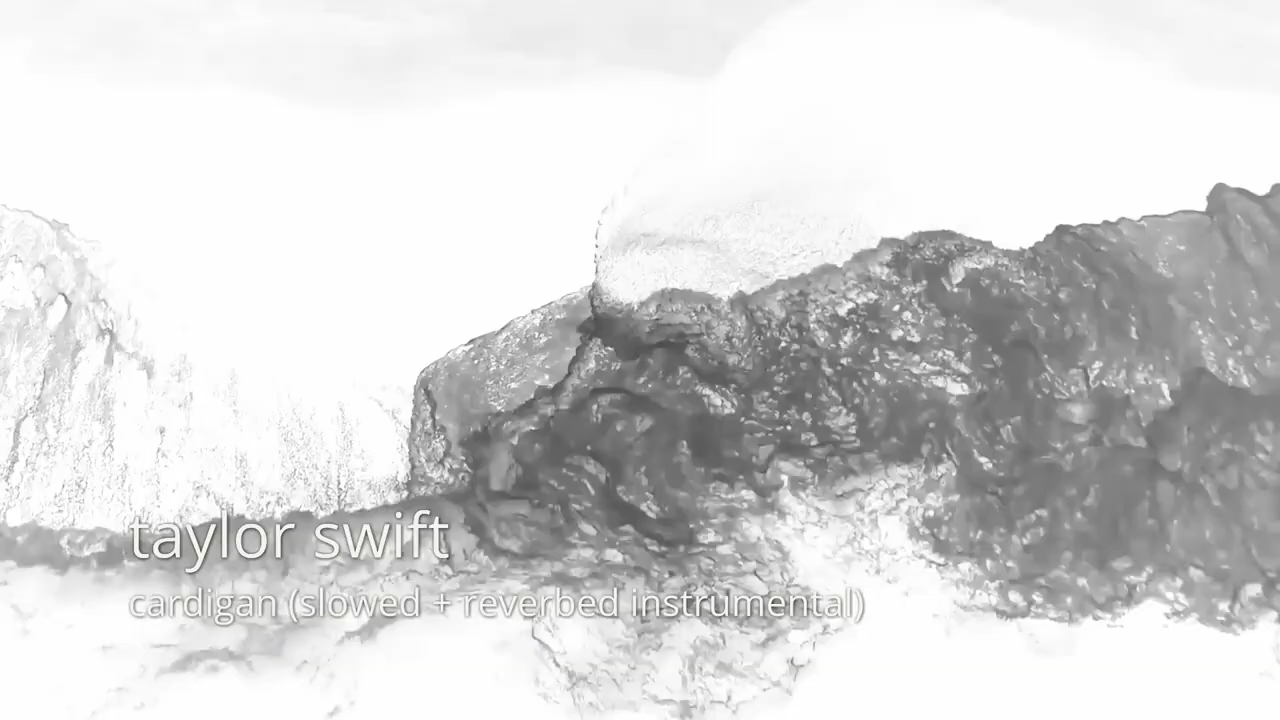 taylor swift
cardigan (slowed + reverbed instrumental)